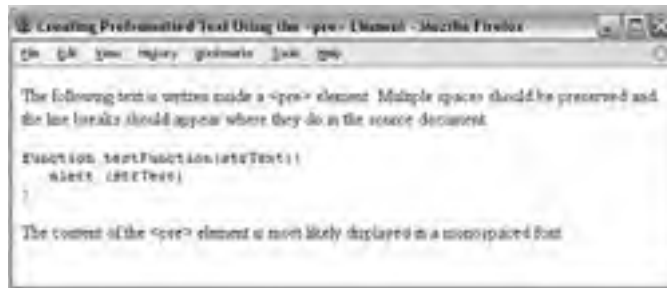 Creating Preformatted Text Using the <pre> Element - Mozilla Firefox
File Edit View History Bookmarks Tools Help
The following text is written inside a <pre> element. Multiple spaces should be preserved and
the line breaks should appear where they do in the source document.
function testFunction(strText){
alert (strText)
}
The content of the <pre> element is most likely displayed in a monospaced font.